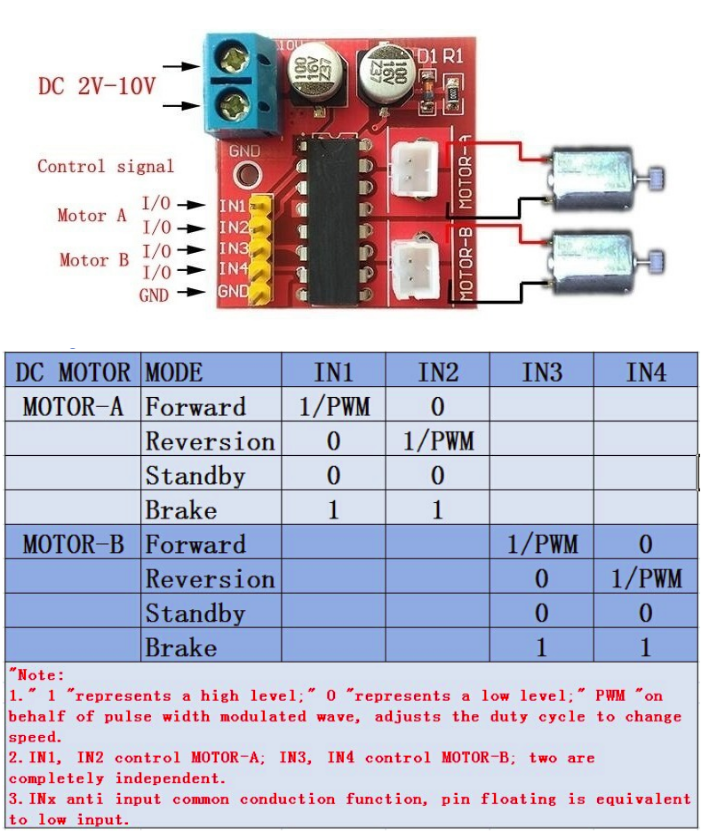 10V
DC 2V-10V
D1 R1
100
16V
Z37
100
16V
Z37
GND
Control signal
MOTOR-A
Motor A
I/O IN1
I/O IN2
Motor B
I/O IN3
I/O IN4
GND GND
MOTOR-B
DC MOTOR MODE IN1 IN2 IN3 IN4
MOTOR-A Forward 1/PWM 0
Reversion 0 1/PWM
Standby 0 0
Brake 1 1
MOTOR-B Forward 1/PWM 0
Reversion 0 1/PWM
Standby 0 0
Brake 1 1
"Note:
1." 1 "represents a high level;" 0 "represents a low level;" PWM "on
behalf of pulse width modulated wave, adjusts the duty cycle to change
speed.
2. IN1, IN2 control MOTOR-A; IN3, IN4 control MOTOR-B; two are
completely independent.
3. INx anti input common conduction function, pin floating is equivalent
to low input.